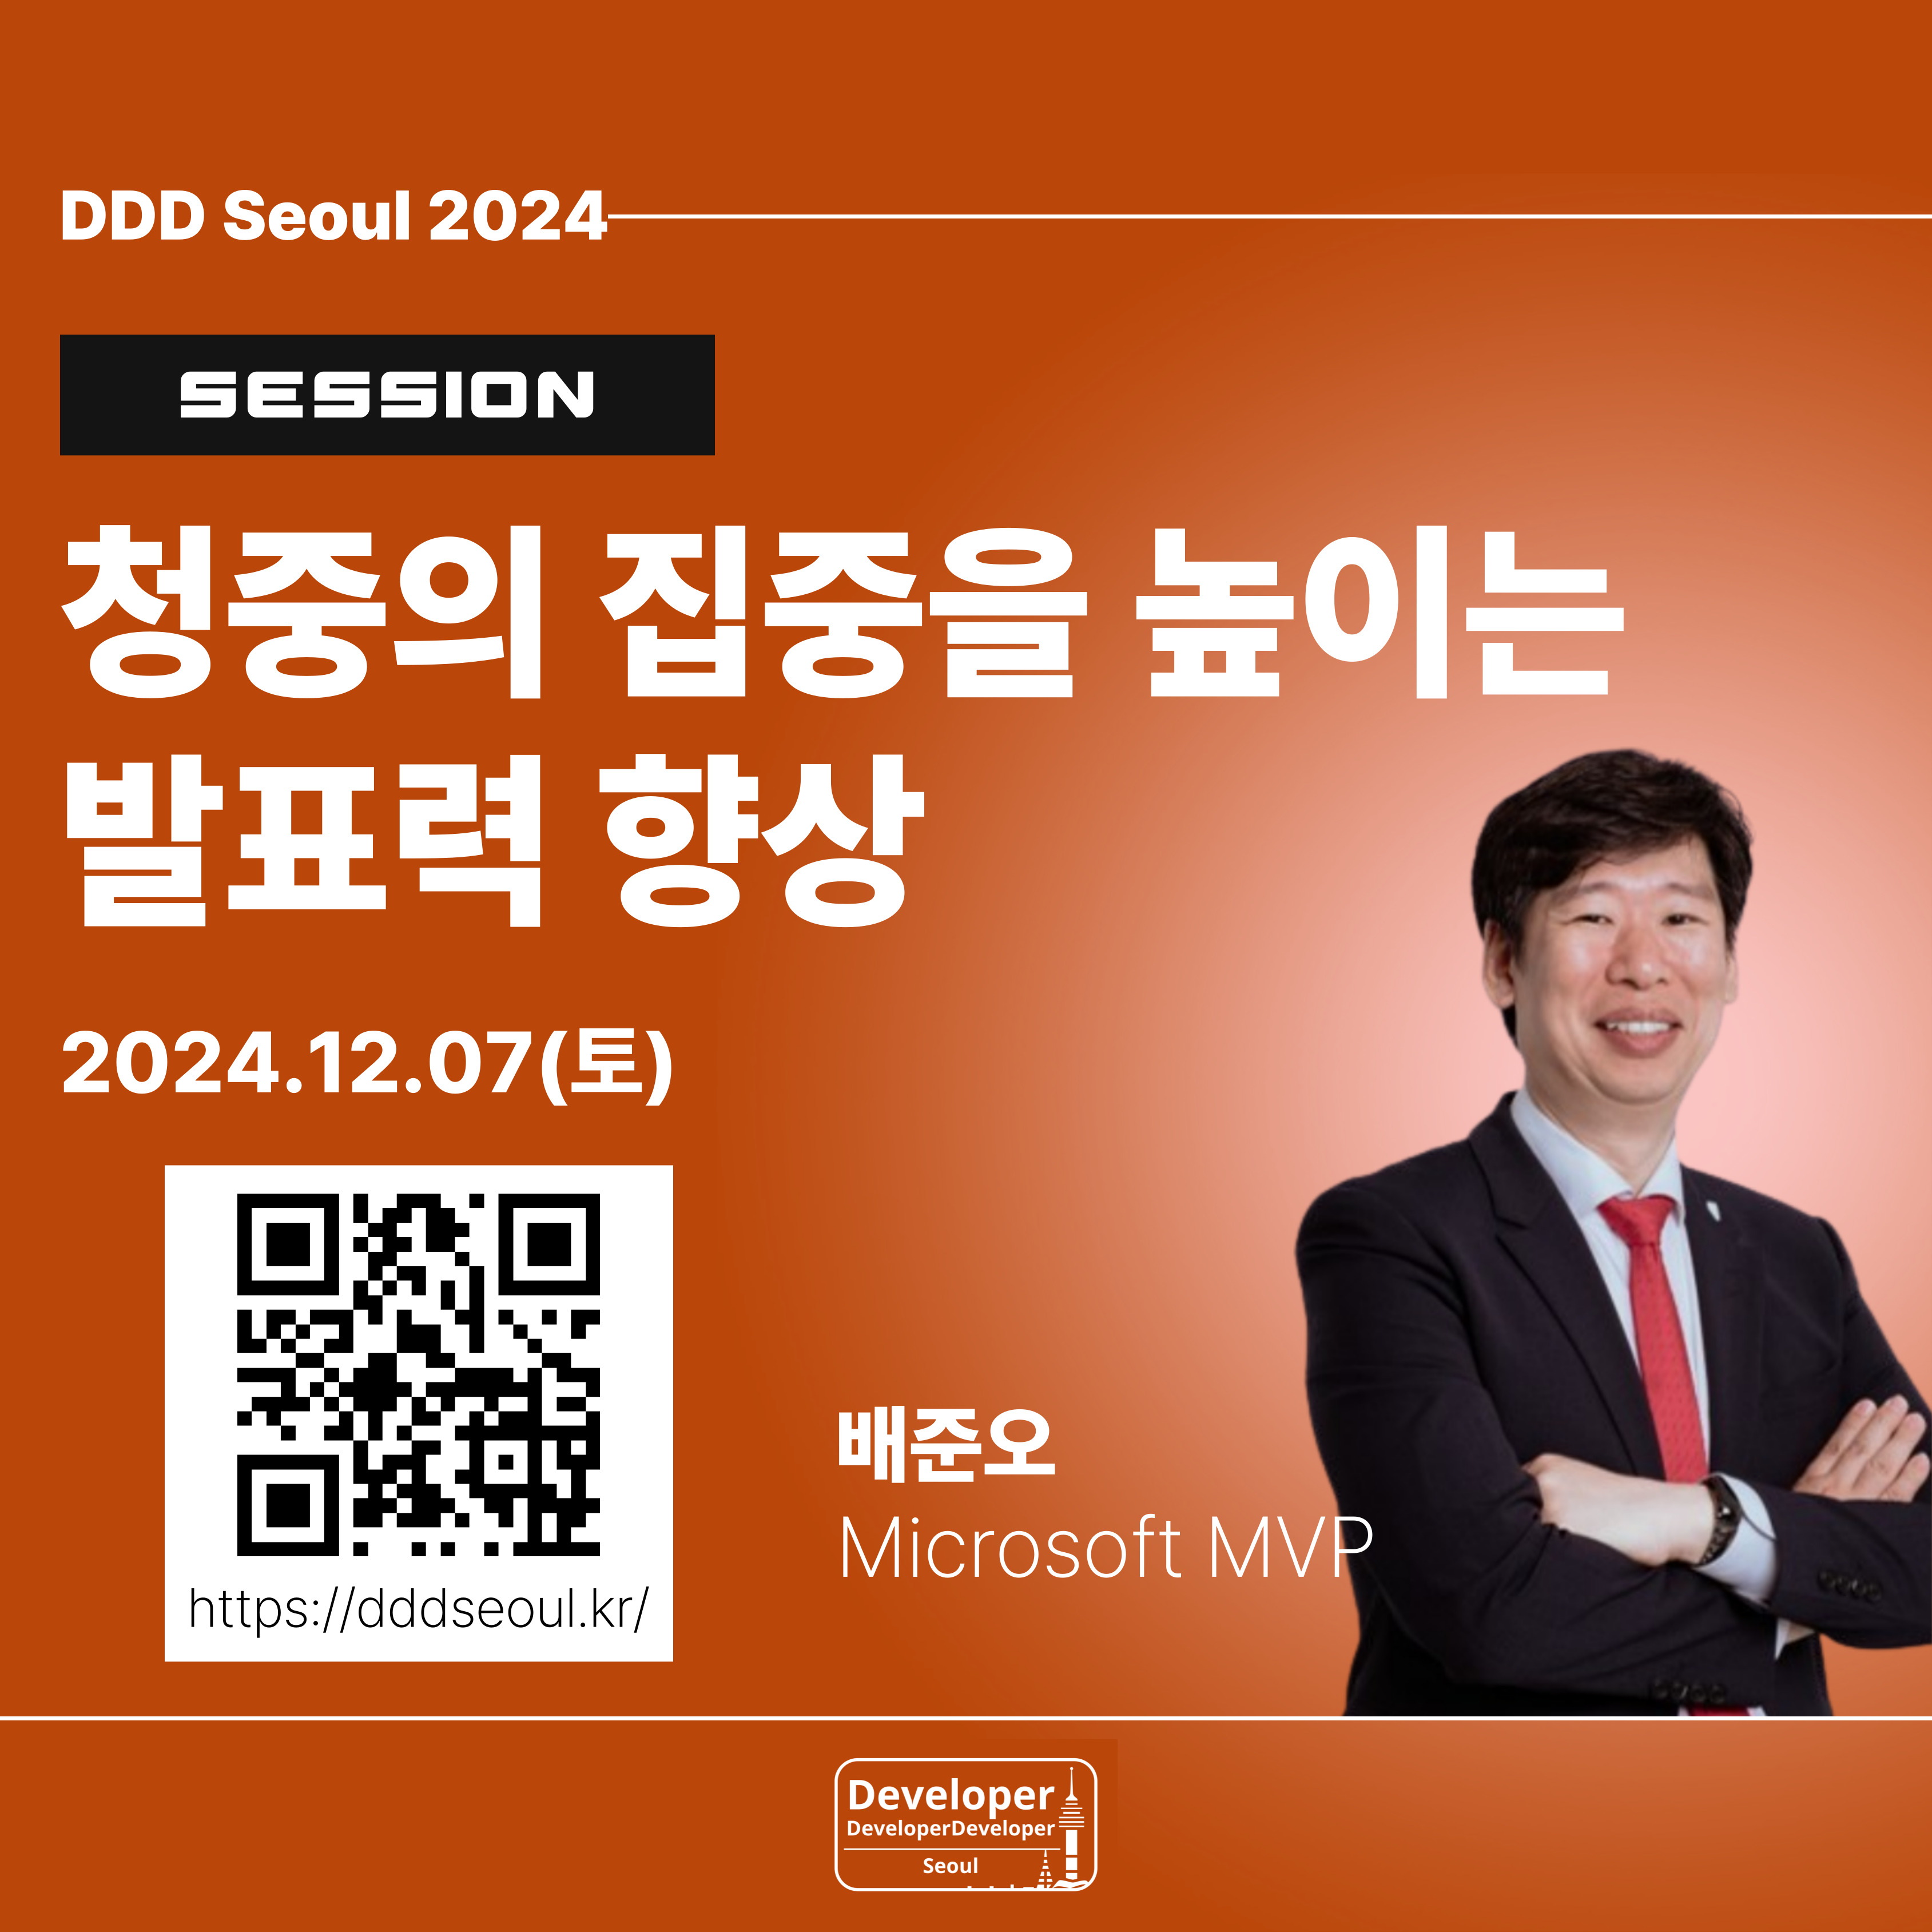 DDD Seoul 2024
SESSION
청중의 집중을 높이는
발표력 향상
2024.12.07(토)
https://dddseoul.kr/
배준오
Microsoft MVP
Developer
DeveloperDeveloper
Seoul